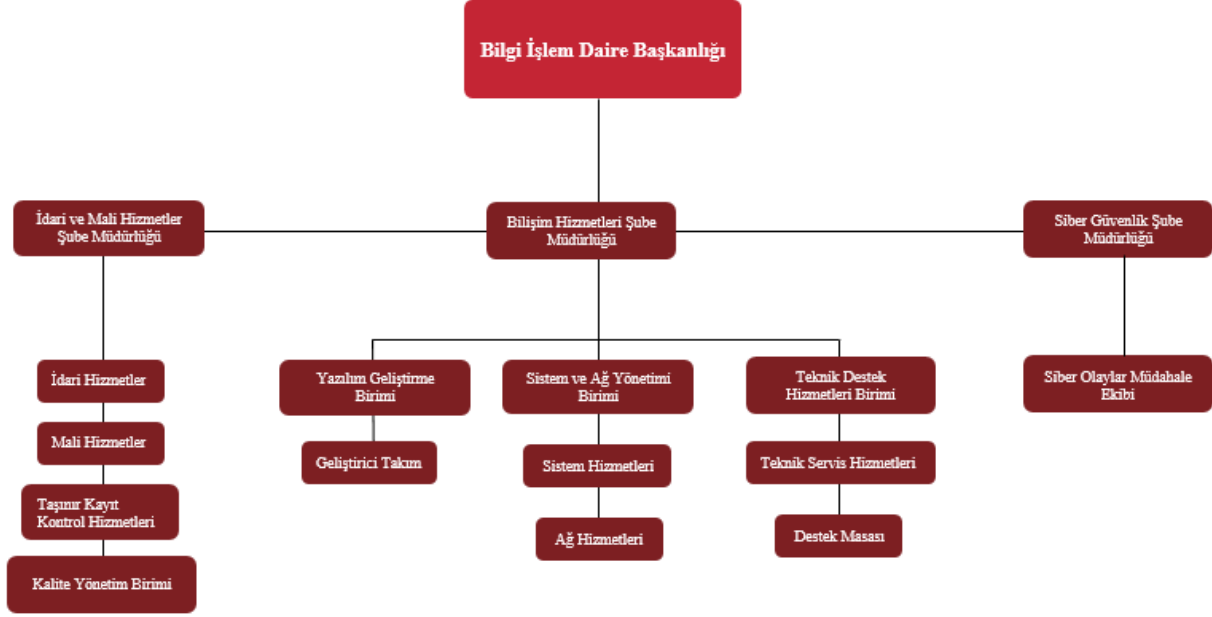 Bilgi İşlem Daire Başkanlığı
İdari ve Mali Hizmetler
Şube Müdürlüğü
Bilişim Hizmetleri Şube
Müdürlüğü
Siber Güvenlik Şube
Müdürlüğü
İdari Hizmetler
Mali Hizmetler
Taşınır Kayıt
Kontrol Hizmetleri
Kalite Yönetim Birimi
Yazılım Geliştirme
Birimi
Geliştirici Takım
Sistem ve Ağ Yönetimi
Birimi
Sistem Hizmetleri
Ağ Hizmetleri
Teknik Destek
Hizmetleri Birimi
Teknik Servis Hizmetleri
Destek Masası
Siber Olaylar Müdahale
Ekibi